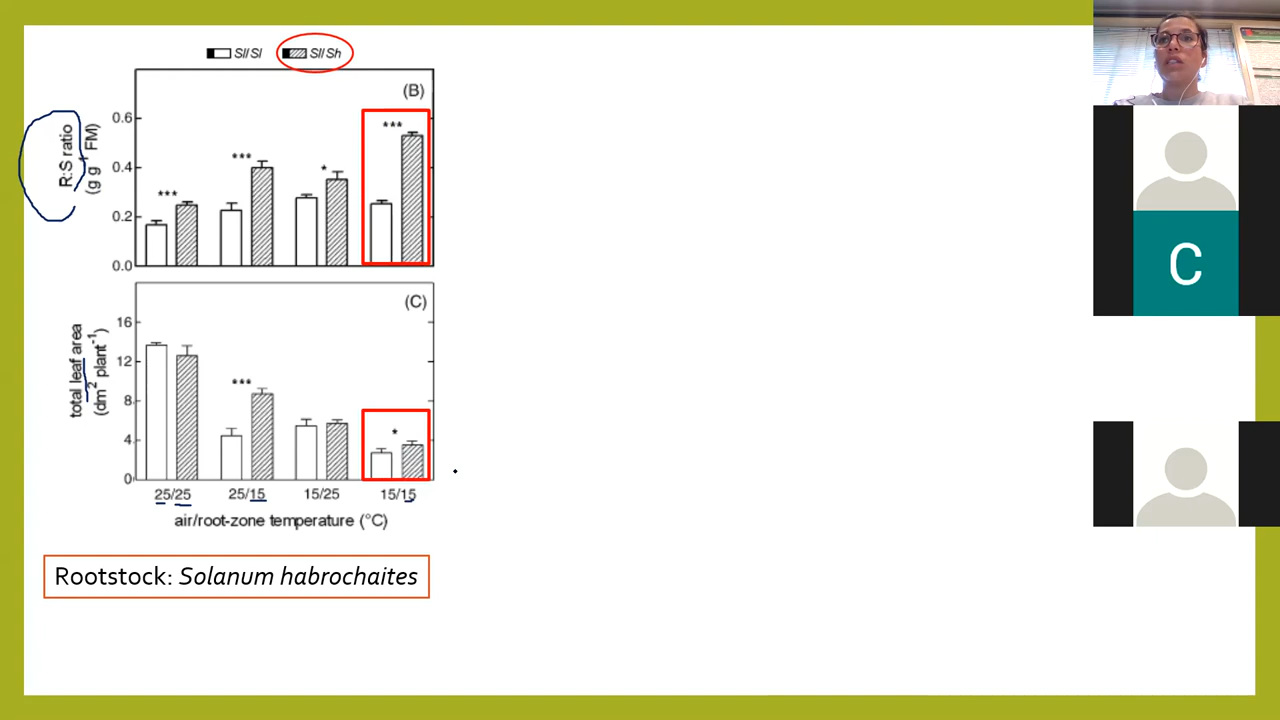 Sl/Sl Sl/Sh
(B)
R:S ratio
(g g⁻¹ FM)
0.6
0.4
0.2
0.0
*** *** * ***
(C)
total leaf area
(dm² plant⁻¹)
16
12
8
4
0
*** *
25/25 25/15 15/25 15/15
air/root-zone temperature (°C)
Rootstock: Solanum habrochaites
C